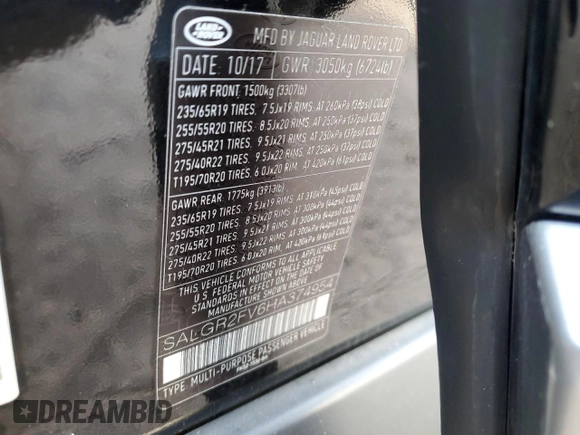 LAND ROVER
MFD BY JAGUAR LAND ROVER LTD
DATE: 10/17 GWR: 3050kg (6724lb)
GAWR FRONT: 1500kg (3307lb)
235/65R19 TIRES. 7.5Jx19 RIMS. AT 260kPa (38psi) COLD
255/55R20 TIRES. 8.5Jx20 RIMS. AT 250kPa (37psi) COLD
275/45R21 TIRES. 9.5Jx21 RIMS. AT 250kPa (37psi) COLD
275/40R22 TIRES. 9.5Jx22 RIMS. AT 250kPa (37psi) COLD
T195/70R20 TIRES. 6.0Jx20 RIMS. AT 420kPa (61psi) COLD
GAWR REAR: 1775kg (3913lb)
235/65R19 TIRES. 7.5Jx19 RIMS. AT 310kPa (45psi) COLD
255/55R20 TIRES. 8.5Jx20 RIMS. AT 300kPa (44psi) COLD
275/45R21 TIRES. 9.5Jx21 RIMS. AT 300kPa (44psi) COLD
275/40R22 TIRES. 9.5Jx22 RIMS. AT 300kPa (44psi) COLD
T195/70R20 TIRES. 6.0Jx20 RIMS. AT 420kPa (61psi) COLD
THIS VEHICLE CONFORMS TO ALL APPLICABLE
U S FEDERAL MOTOR VEHICLE SAFETY
STANDARDS IN EFFECT ON THE DATE OF
MANUFACTURE SHOWN ABOVE
SALGR2FV6HA374954
TYPE: MULTI-PURPOSE PASSENGER VEHICLE
DREAMBID